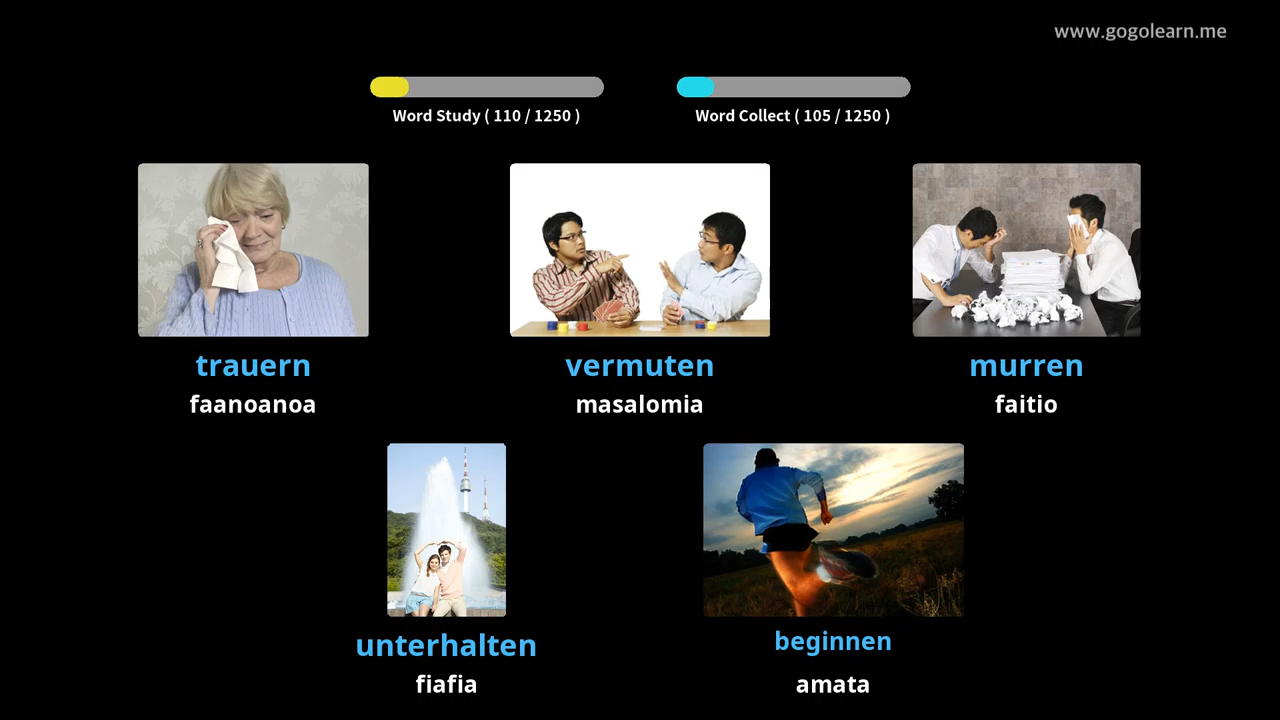 www.gogolearn.me
Word Study ( 110 / 1250 )
Word Collect ( 105 / 1250 )
trauern
faanoanoa
vermuten
masalomia
murren
faitio
unterhalten
fiafia
beginnen
amata